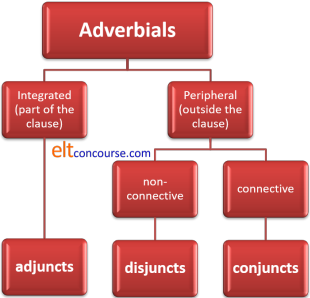 Adverbials
Integrated
(part of the
clause)
Peripheral
(outside the
clause)
eltconcourse.com
non-
connective
connective
adjuncts
disjuncts
conjuncts